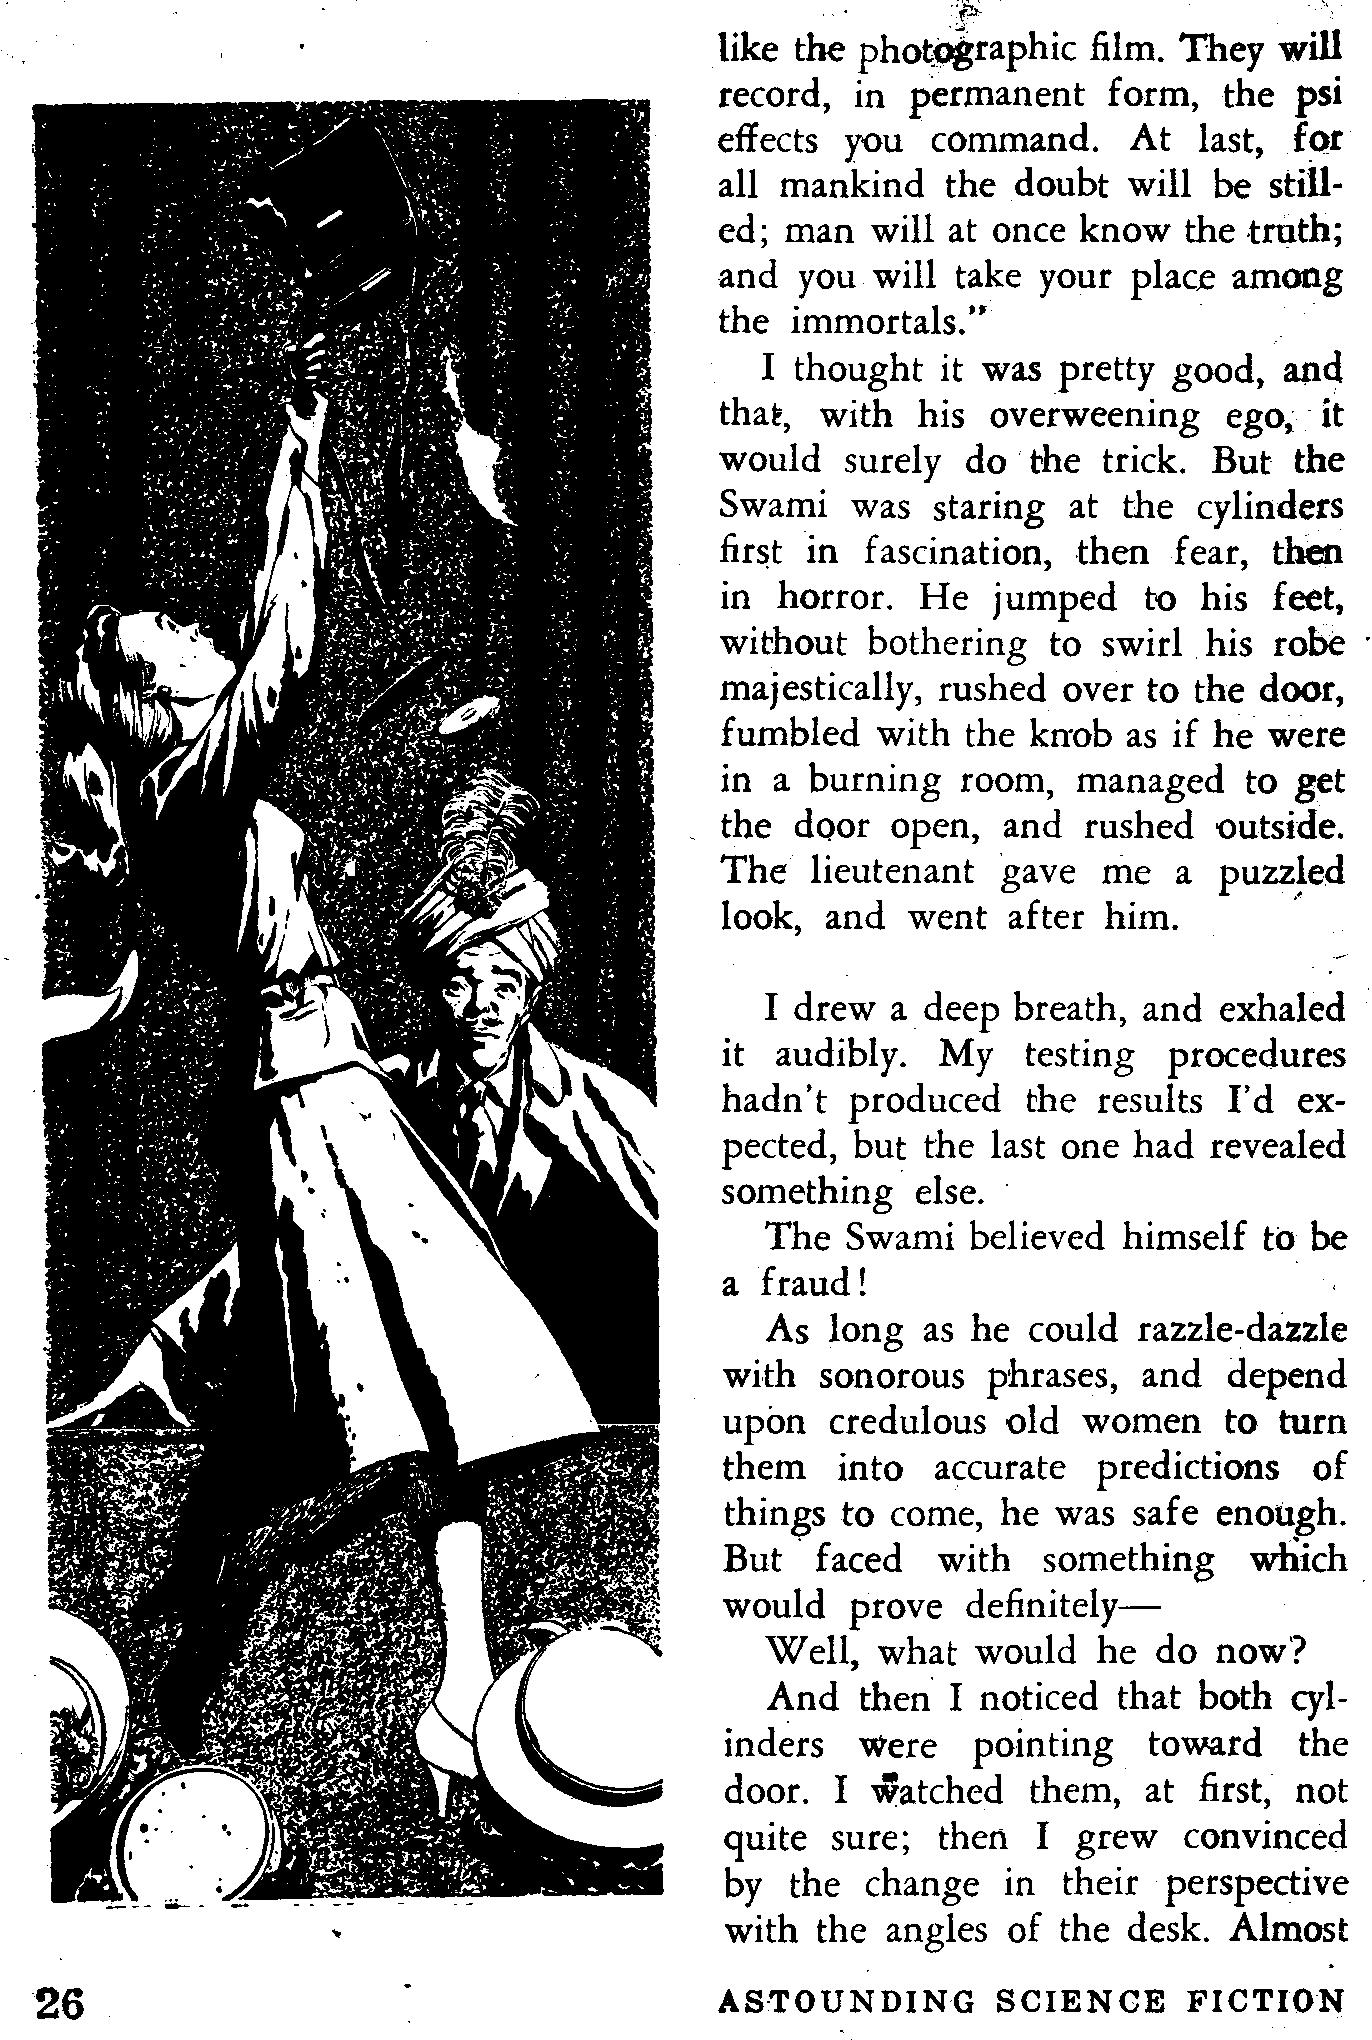 like the photographic film. They will
record, in permanent form, the psi
effects you command. At last, for
all mankind the doubt will be still-
ed; man will at once know the truth;
and you will take your place among
the immortals."
I thought it was pretty good, and
that, with his overweening ego, it
would surely do the trick. But the
Swami was staring at the cylinders
first in fascination, then fear, then
in horror. He jumped to his feet,
without bothering to swirl his robe
majestically, rushed over to the door,
fumbled with the knob as if he were
in a burning room, managed to get
the door open, and rushed outside.
The lieutenant gave me a puzzled
look, and went after him.
I drew a deep breath, and exhaled
it audibly. My testing procedures
hadn't produced the results I'd ex-
pected, but the last one had revealed
something else.
The Swami believed himself to be
a fraud!
As long as he could razzle-dazzle
with sonorous phrases, and depend
upon credulous old women to turn
them into accurate predictions of
things to come, he was safe enough.
But faced with something which
would prove definitely—
Well, what would he do now?
And then I noticed that both cyl-
inders were pointing toward the
door. I watched them, at first, not
quite sure; then I grew convinced
by the change in their perspective
with the angles of the desk. Almost
26
ASTOUNDING SCIENCE FICTION